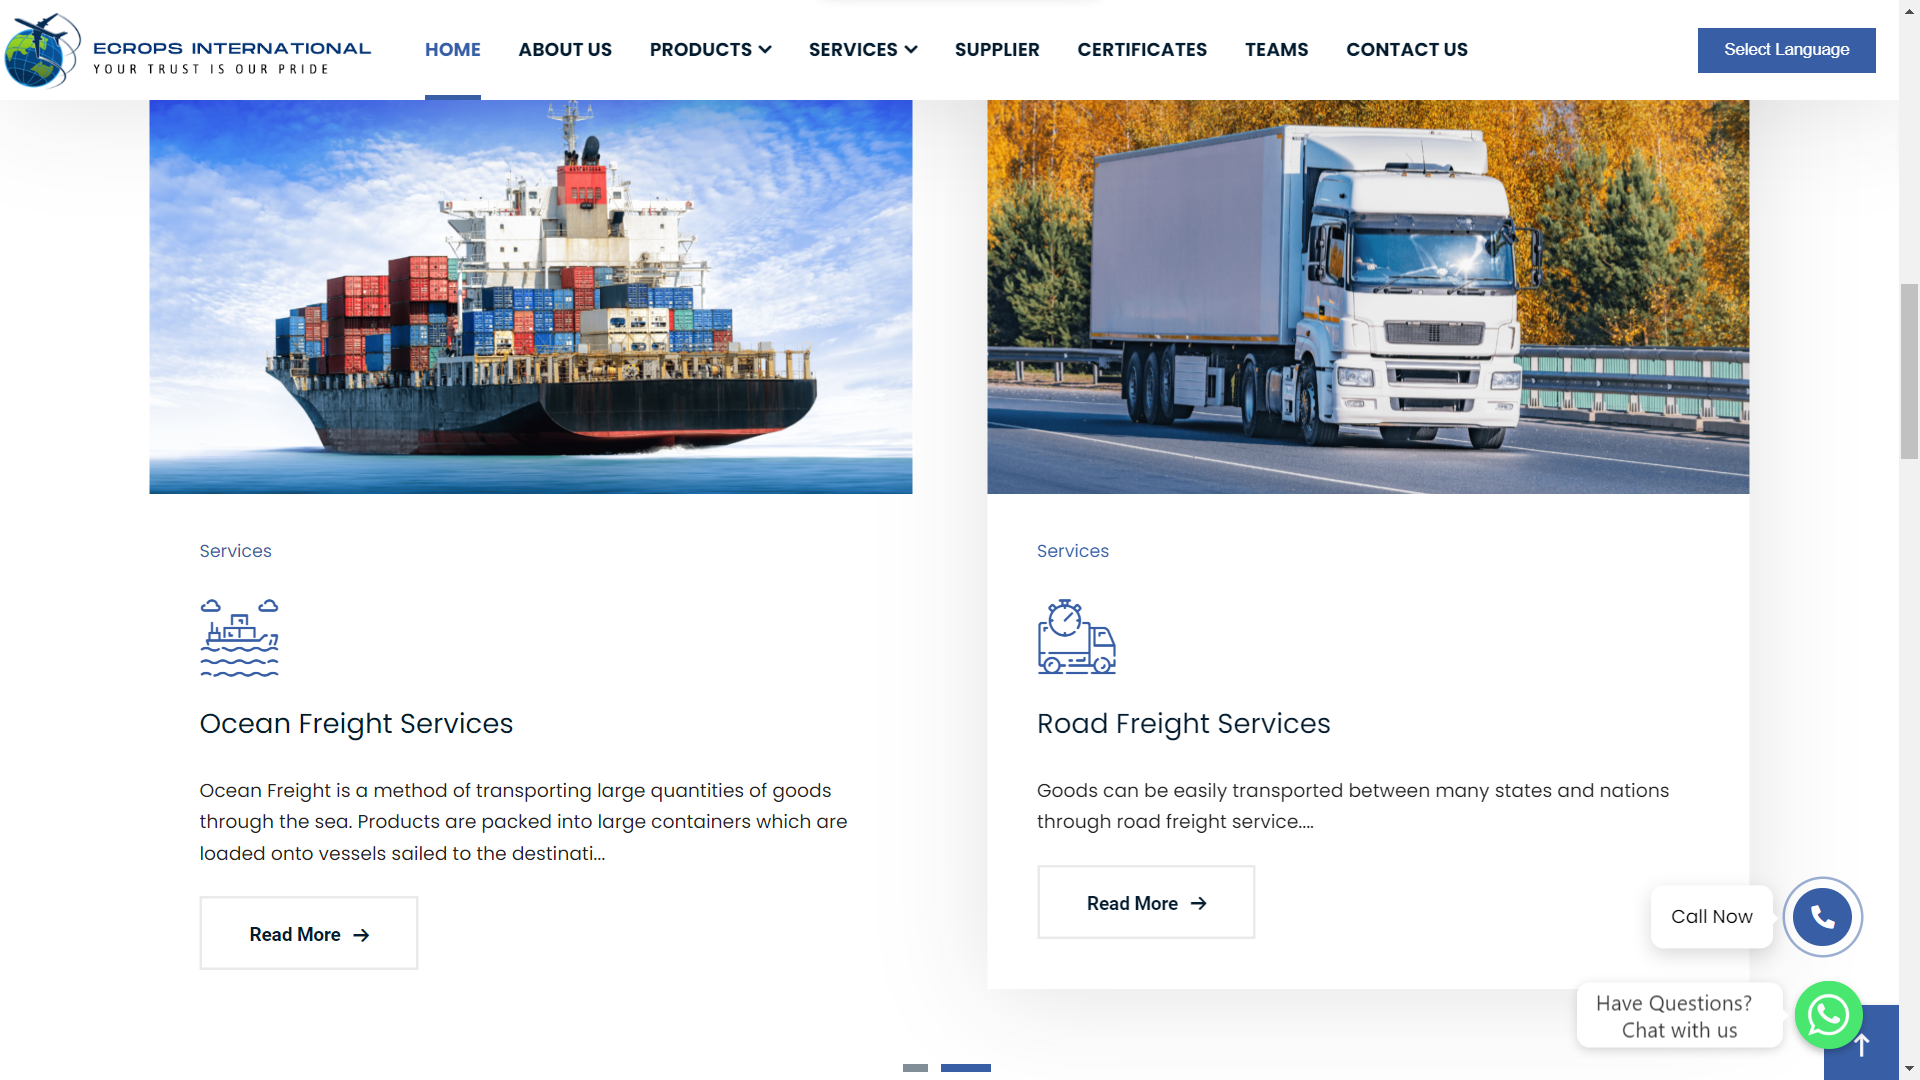 ECROPS INTERNATIONAL
YOUR TRUST IS OUR PRIDE
HOME
ABOUT US
PRODUCTS
SERVICES
SUPPLIER
CERTIFICATES
TEAMS
CONTACT US
Select Language
Services
Ocean Freight Services
Ocean Freight is a method of transporting large quantities of goods
through the sea. Products are packed into large containers which are
loaded onto vessels sailed to the destinati...
Read More
Services
Road Freight Services
Goods can be easily transported between many states and nations
through road freight service....
Read More
Call Now
Have Questions?
Chat with us